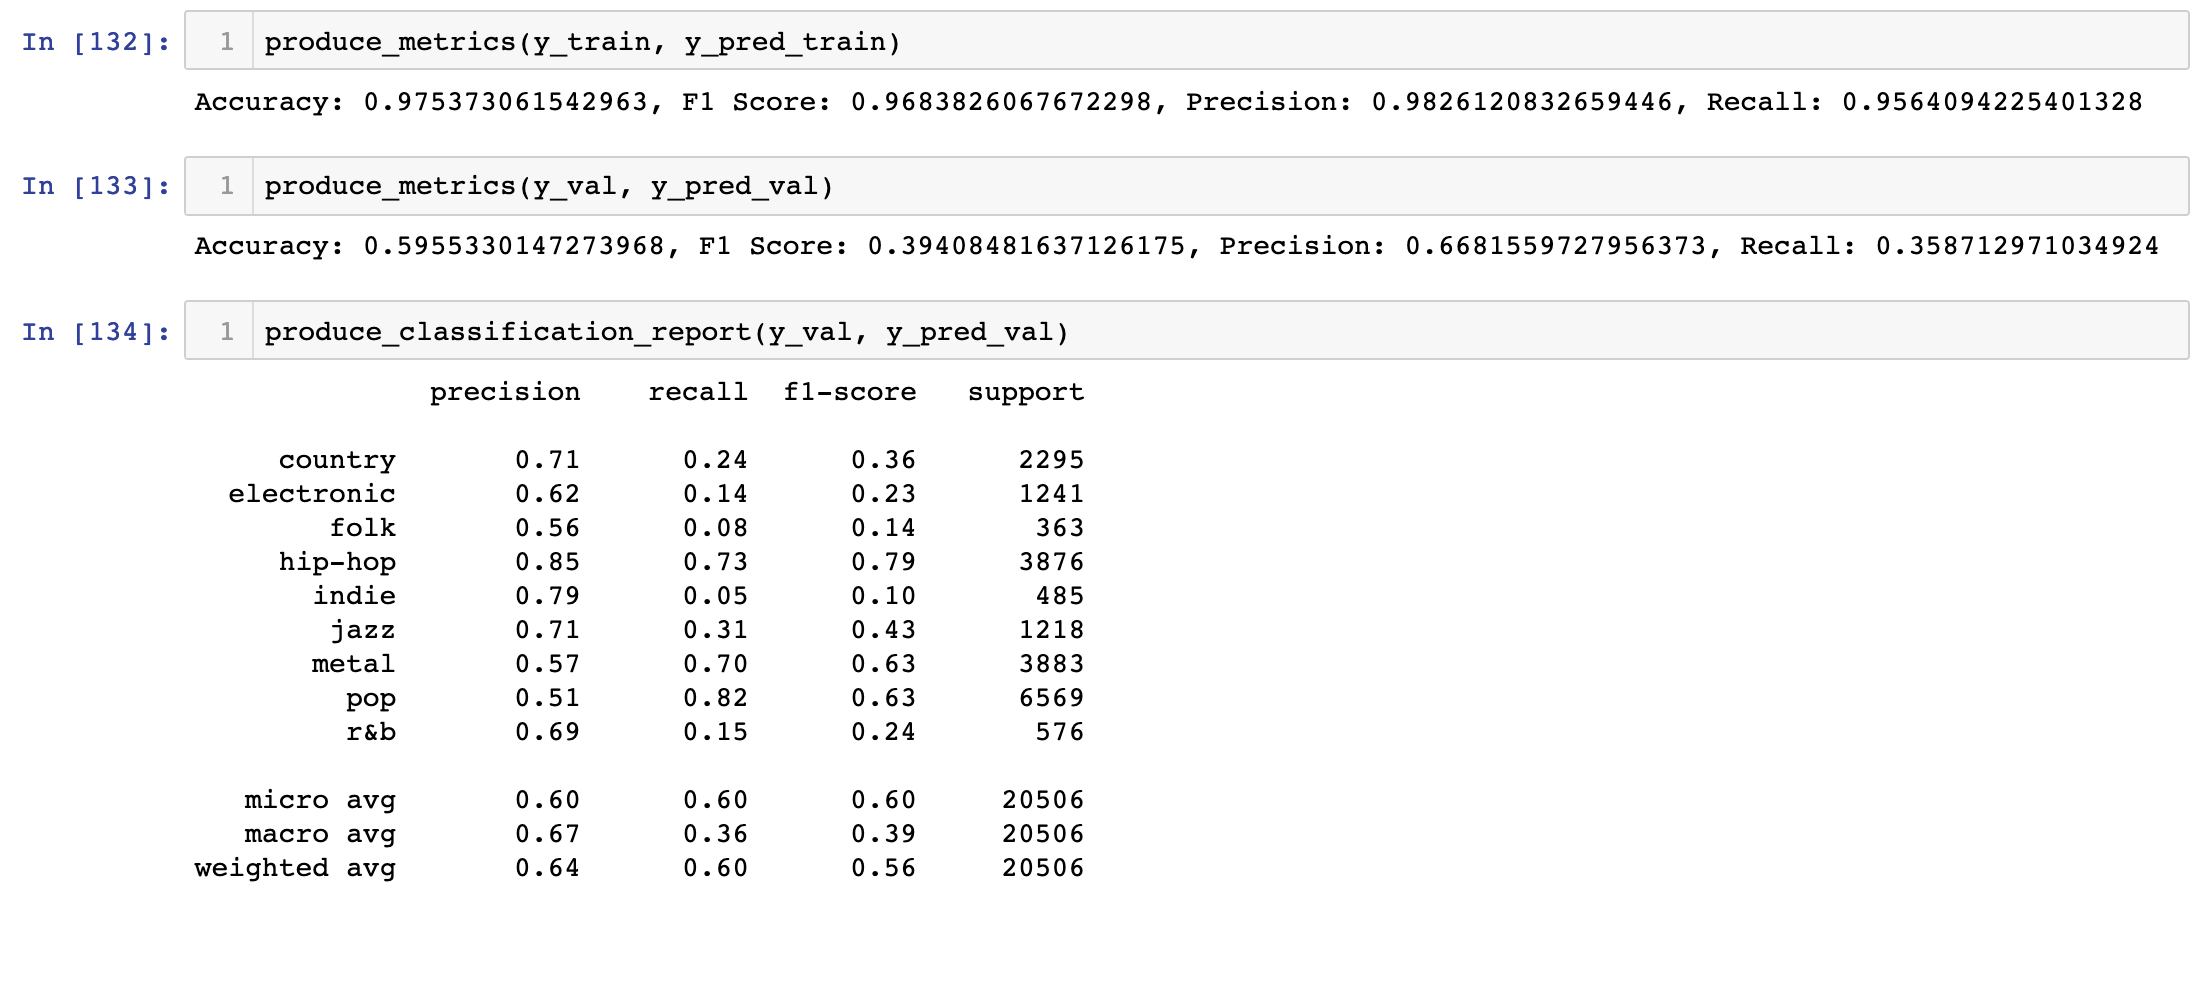 In [132]: 1 produce_metrics(y_train, y_pred_train)
Accuracy: 0.975373061542963, F1 Score: 0.9683826067672298, Precision: 0.9826120832659446, Recall: 0.9564094225401328
In [133]: 1 produce_metrics(y_val, y_pred_val)
Accuracy: 0.5955330147273968, F1 Score: 0.39408481637126175, Precision: 0.6681559727956373, Recall: 0.358712971034924
In [134]: 1 produce_classification_report(y_val, y_pred_val)
precision recall f1-score support
country 0.71 0.24 0.36 2295
electronic 0.62 0.14 0.23 1241
folk 0.56 0.08 0.14 363
hip-hop 0.85 0.73 0.79 3876
indie 0.79 0.05 0.10 485
jazz 0.71 0.31 0.43 1218
metal 0.57 0.70 0.63 3883
pop 0.51 0.82 0.63 6569
r&b 0.69 0.15 0.24 576
micro avg 0.60 0.60 0.60 20506
macro avg 0.67 0.36 0.39 20506
weighted avg 0.64 0.60 0.56 20506